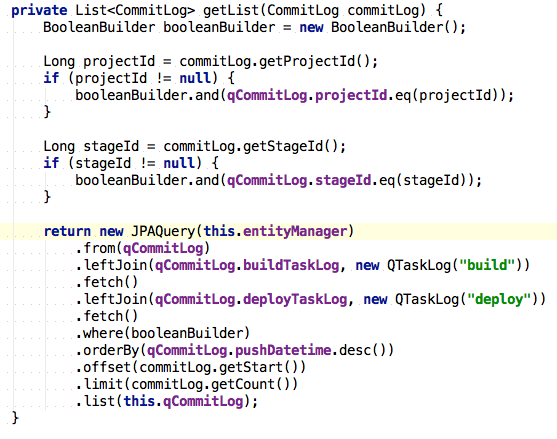 private List<CommitLog> getList(CommitLog commitLog) {
    BooleanBuilder booleanBuilder = new BooleanBuilder();

    Long projectId = commitLog.getProjectId();
    if (projectId != null) {
        booleanBuilder.and(qCommitLog.projectId.eq(projectId));
    }

    Long stageId = commitLog.getStageId();
    if (stageId != null) {
        booleanBuilder.and(qCommitLog.stageId.eq(stageId));
    }

    return new JPAQuery(this.entityManager)
        .from(qCommitLog)
        .leftJoin(qCommitLog.buildTaskLog, new QTaskLog("build"))
        .fetch()
        .leftJoin(qCommitLog.deployTaskLog, new QTaskLog("deploy"))
        .fetch()
        .where(booleanBuilder)
        .orderBy(qCommitLog.pushDatetime.desc())
        .offset(commitLog.getStart())
        .limit(commitLog.getCount())
        .list(this.qCommitLog);
}